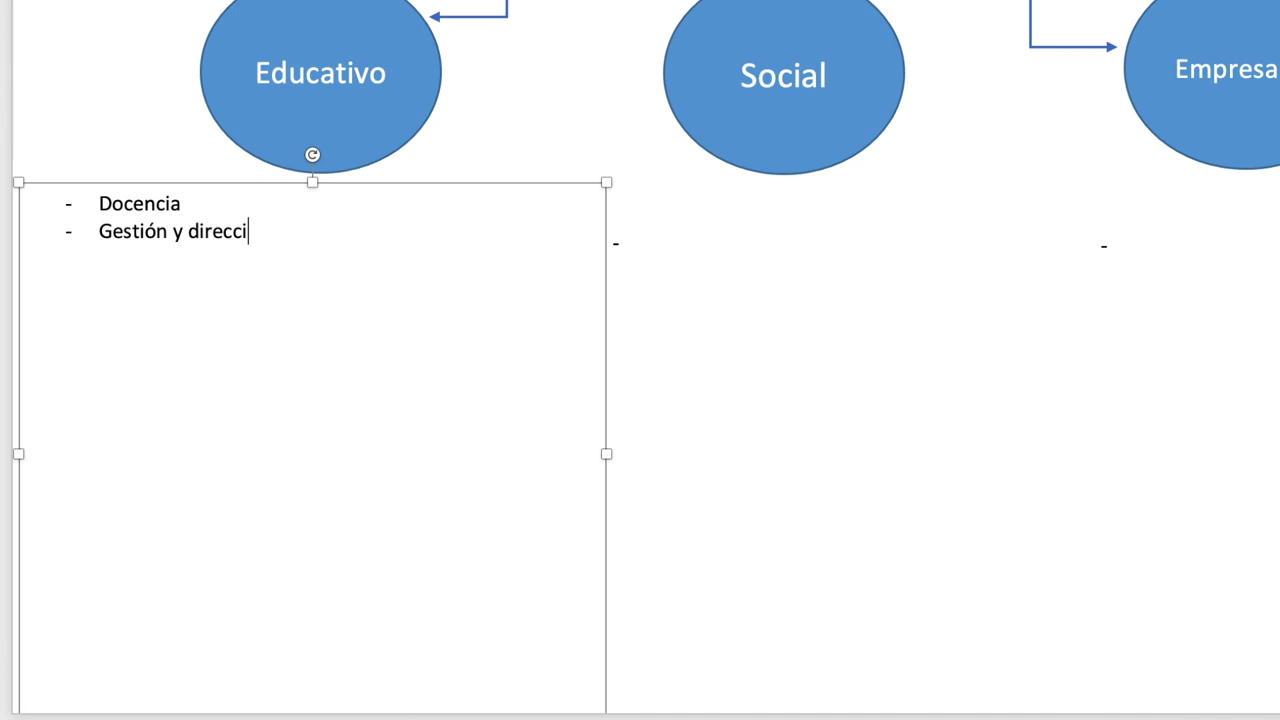 Educativo
Social
Empresa
- Docencia
- Gestión y direcci
-
-